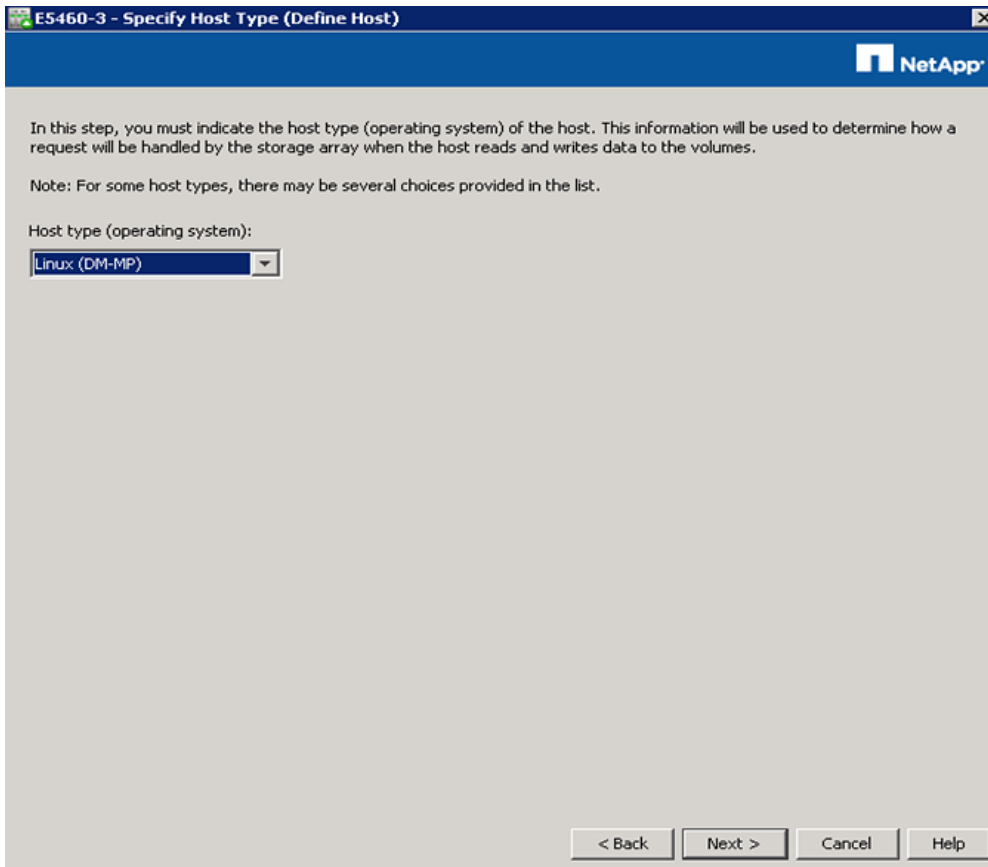 E5460-3 - Specify Host Type (Define Host)
NetApp
In this step, you must indicate the host type (operating system) of the host. This information will be used to determine how a
request will be handled by the storage array when the host reads and writes data to the volumes.
Note: For some host types, there may be several choices provided in the list.
Host type (operating system):
Linux (DM-MP)
< Back Next > Cancel Help